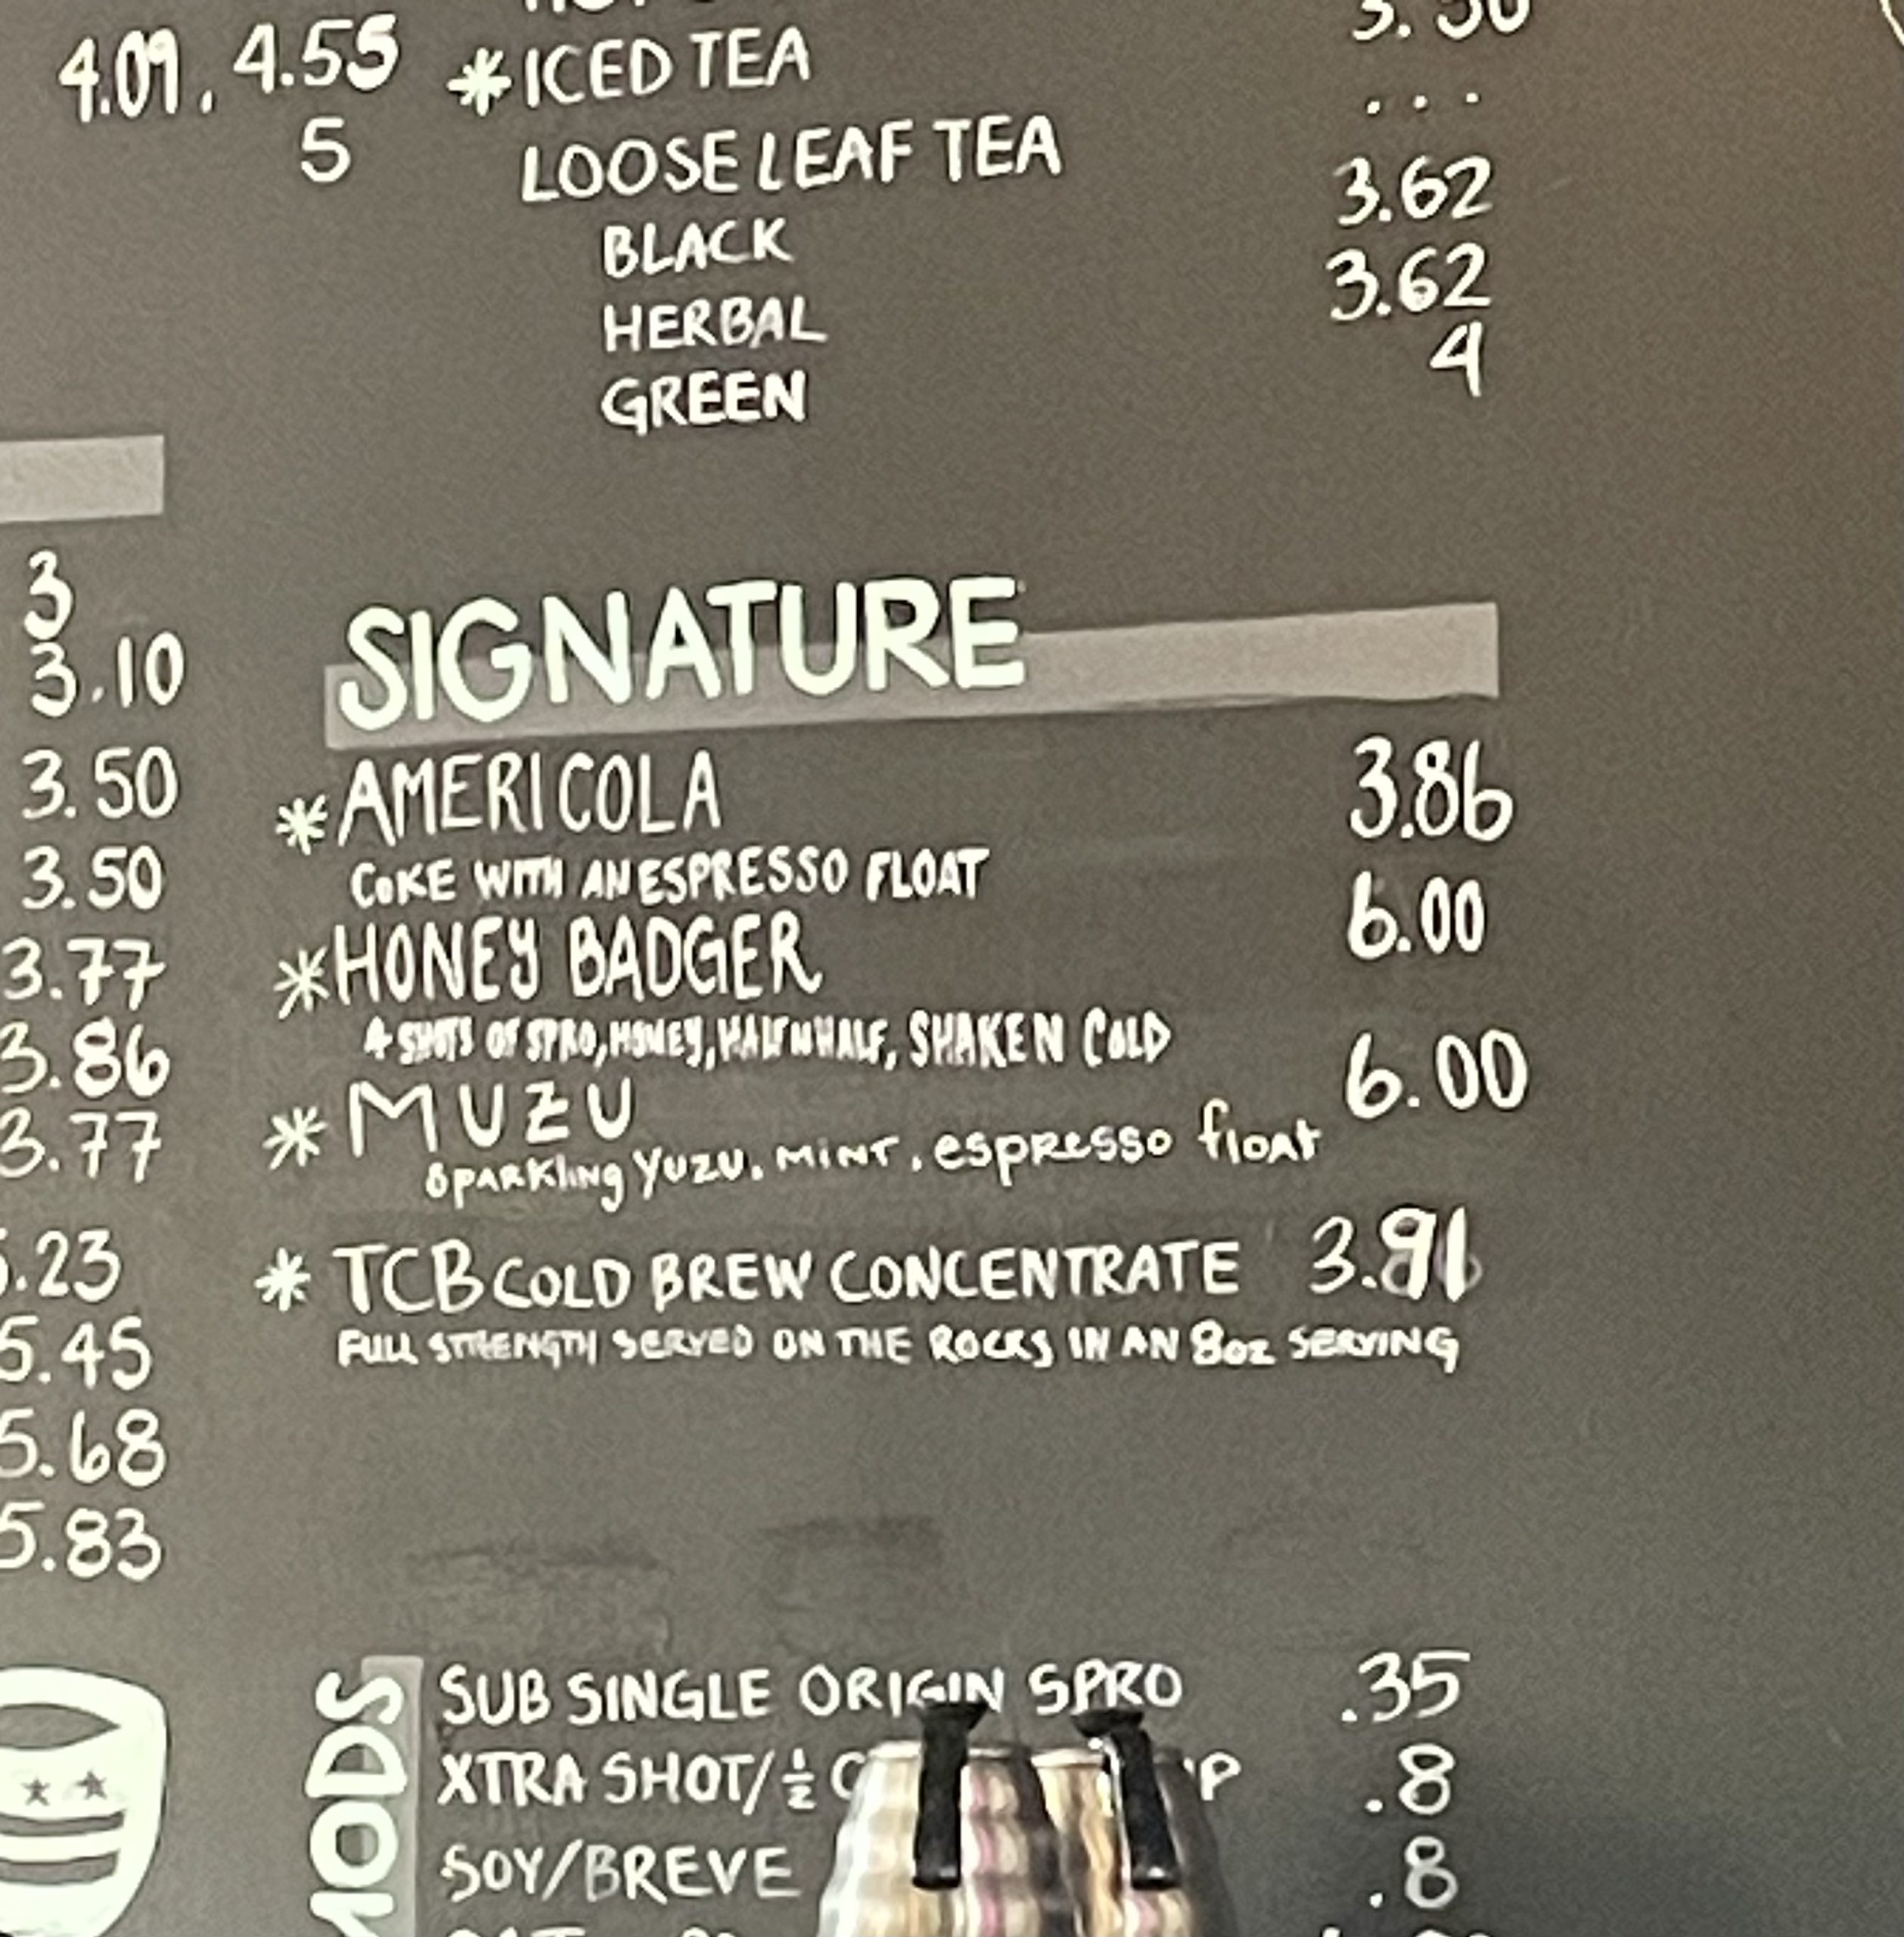 4.09, 4.55
5
*ICED TEA 3.50
LOOSE LEAF TEA ...
BLACK 3.62
HERBAL 3.62
GREEN 4
3
3.10
3.50
3.50
3.77
3.86
3.77
.23
5.45
5.68
5.83
SIGNATURE
*AMERICOLA 3.86
COKE WITH AN ESPRESSO FLOAT
*HONEY BADGER 6.00
4 SHOTS OF SPRO, HONEY, HALF N HALF, SHAKEN COLD
*MUZU 6.00
SPARKling YUZU. MINT. espresso float
*TCB COLD BREW CONCENTRATE 3.91
FULL STRENGTH SERVED ON THE ROCKS IN AN 8oz SERVING
MODS
SUB SINGLE ORIGIN SPRO .35
XTRA SHOT/½ .8
SOY/BREVE .8